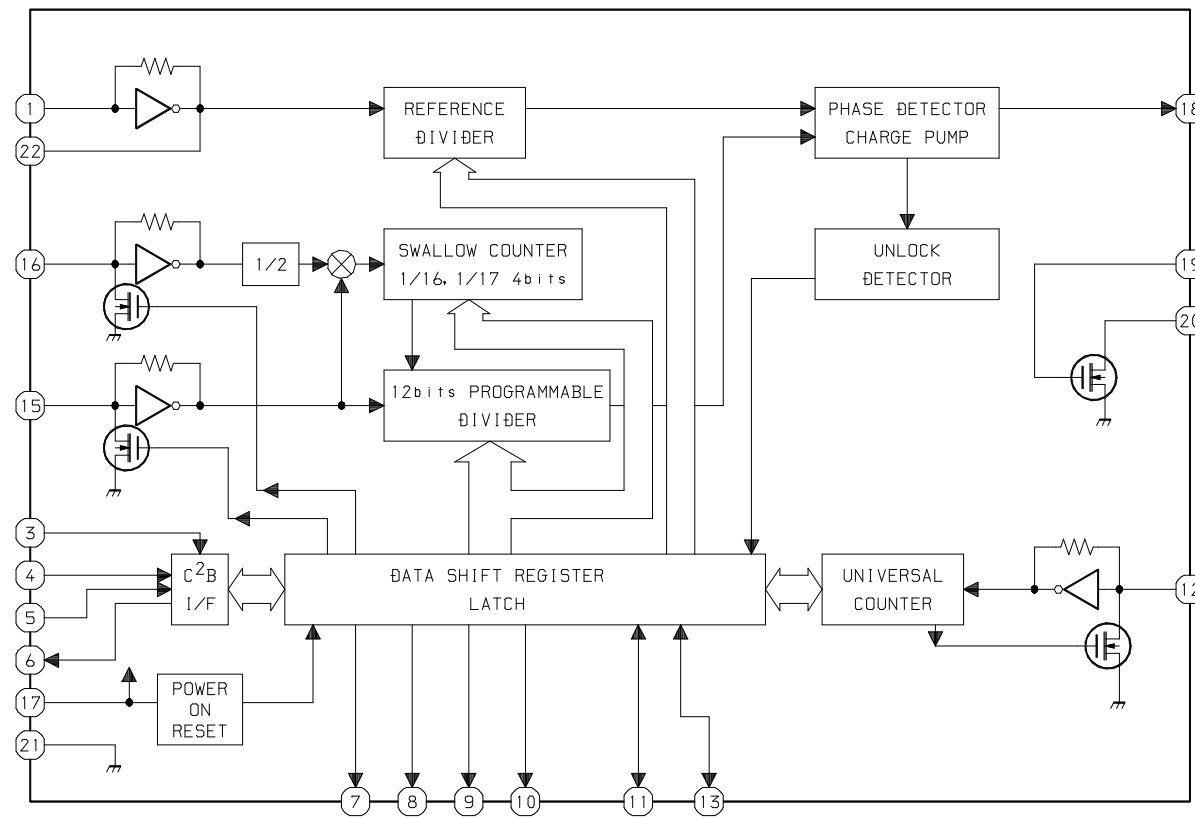 1
REFERENCE
DIVIDER
PHASE DETECTOR
CHARGE PUMP
18
22
16
1/2
SWALLOW COUNTER
1/16, 1/17 4bits
UNLOCK
DETECTOR
19
20
15
12bits PROGRAMMABLE
DIVIDER
3
4
5
6
C2B
I/F
DATA SHIFT REGISTER
LATCH
UNIVERSAL
COUNTER
12
17
POWER
ON
RESET
21
7
8
9
10
11
13